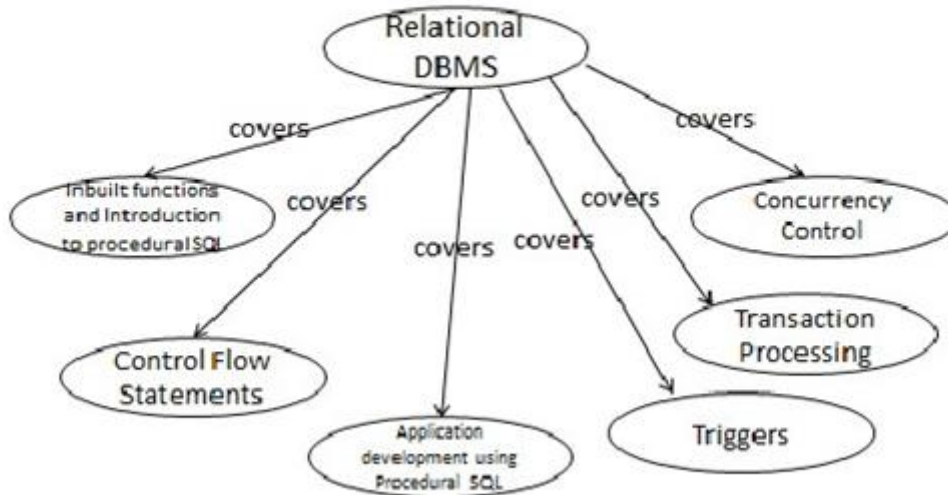 Relational
DBMS
covers
covers
Inbuilt functions
and Introduction
to procedural SQL
covers
covers
Concurrency
Control
covers
covers
Transaction
Processing
Control Flow
Statements
Application
development using
Procedural SQL
Triggers